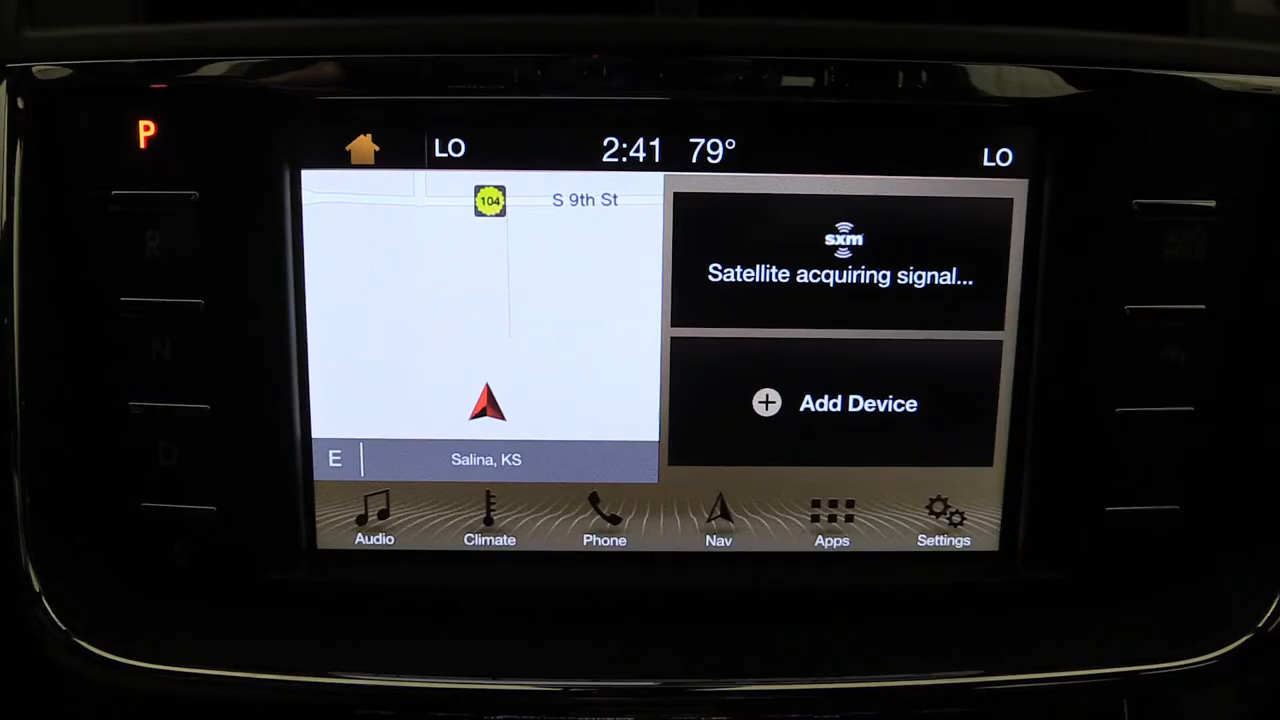 P
LO 2:41 79° LO
R
N
D
S
104 S 9th St
sxm
Satellite acquiring signal...
Add Device
E Salina, KS
Audio Climate Phone Nav Apps Settings